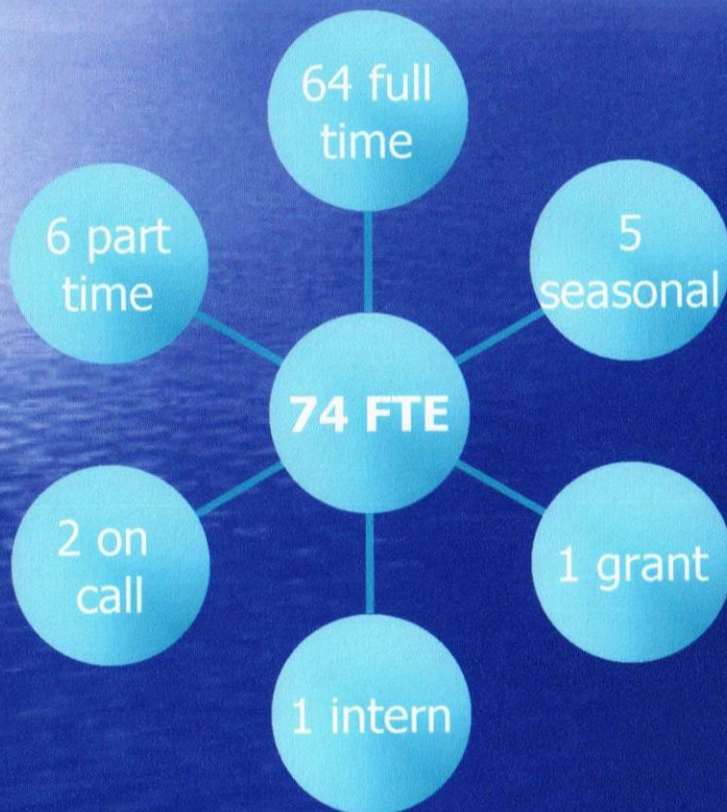 64 full
time
6 part
time
5
seasonal
74 FTE
2 on
call
1 grant
1 intern